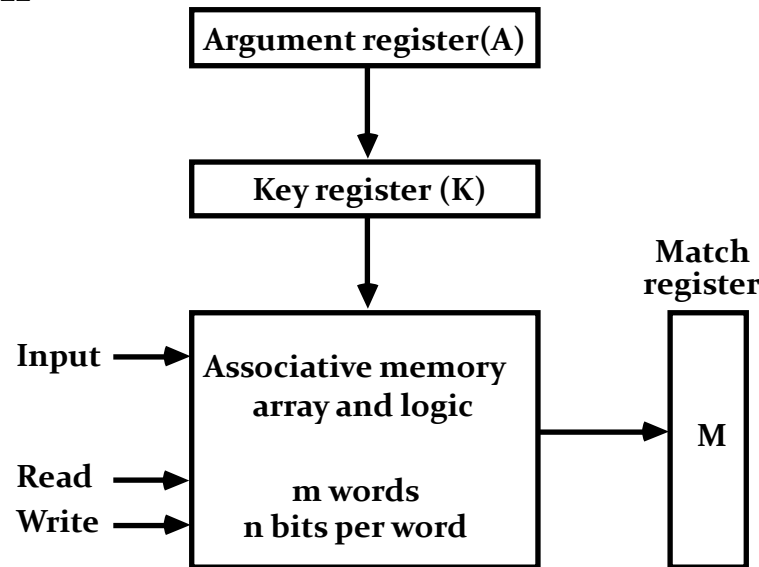 Argument register(A)
Key register (K)
Match
register
Input
Associative memory
array and logic
M
Read
m words
Write
n bits per word